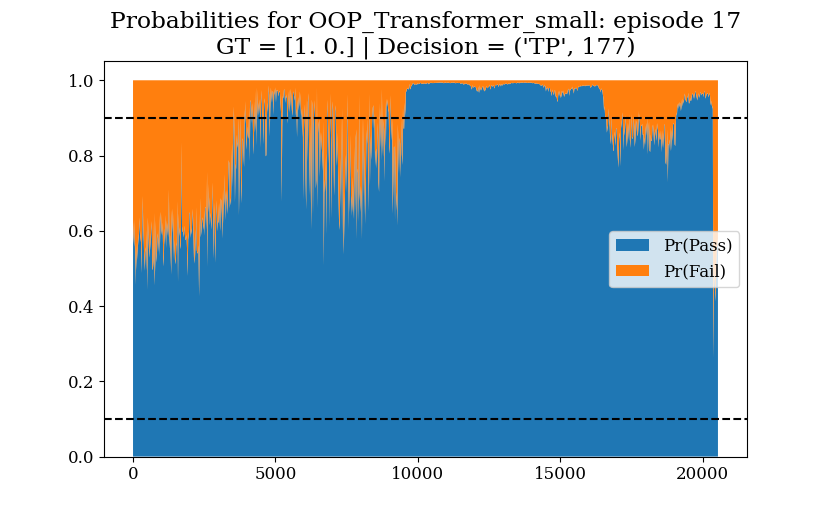 Probabilities for OOP_Transformer_small: episode 17
GT = [1. 0.] | Decision = ('TP', 177)
1.0
0.8
0.6
0.4
0.2
0.0
Pr(Pass)
Pr(Fail)
0
5000
10000
15000
20000